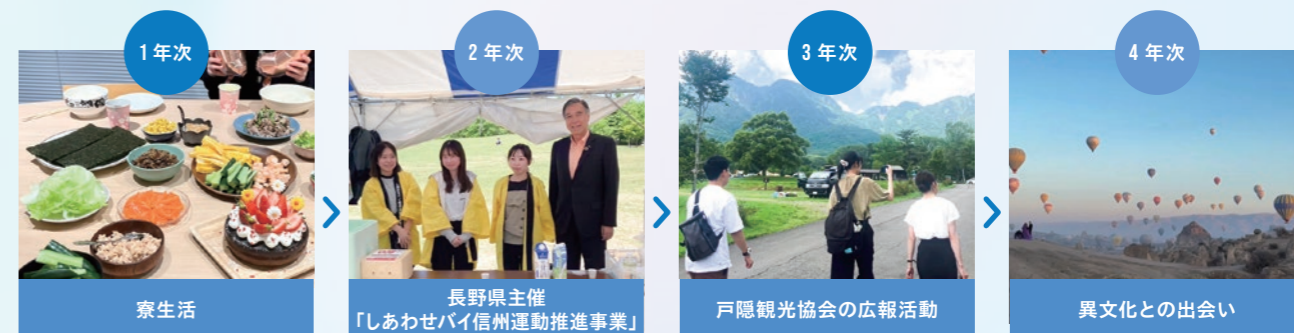 1年次
2年次
3年次
4年次
寮生活
長野県主催
「しあわせバイ信州運動推進事業」
戸隠観光協会の広報活動
異文化との出会い